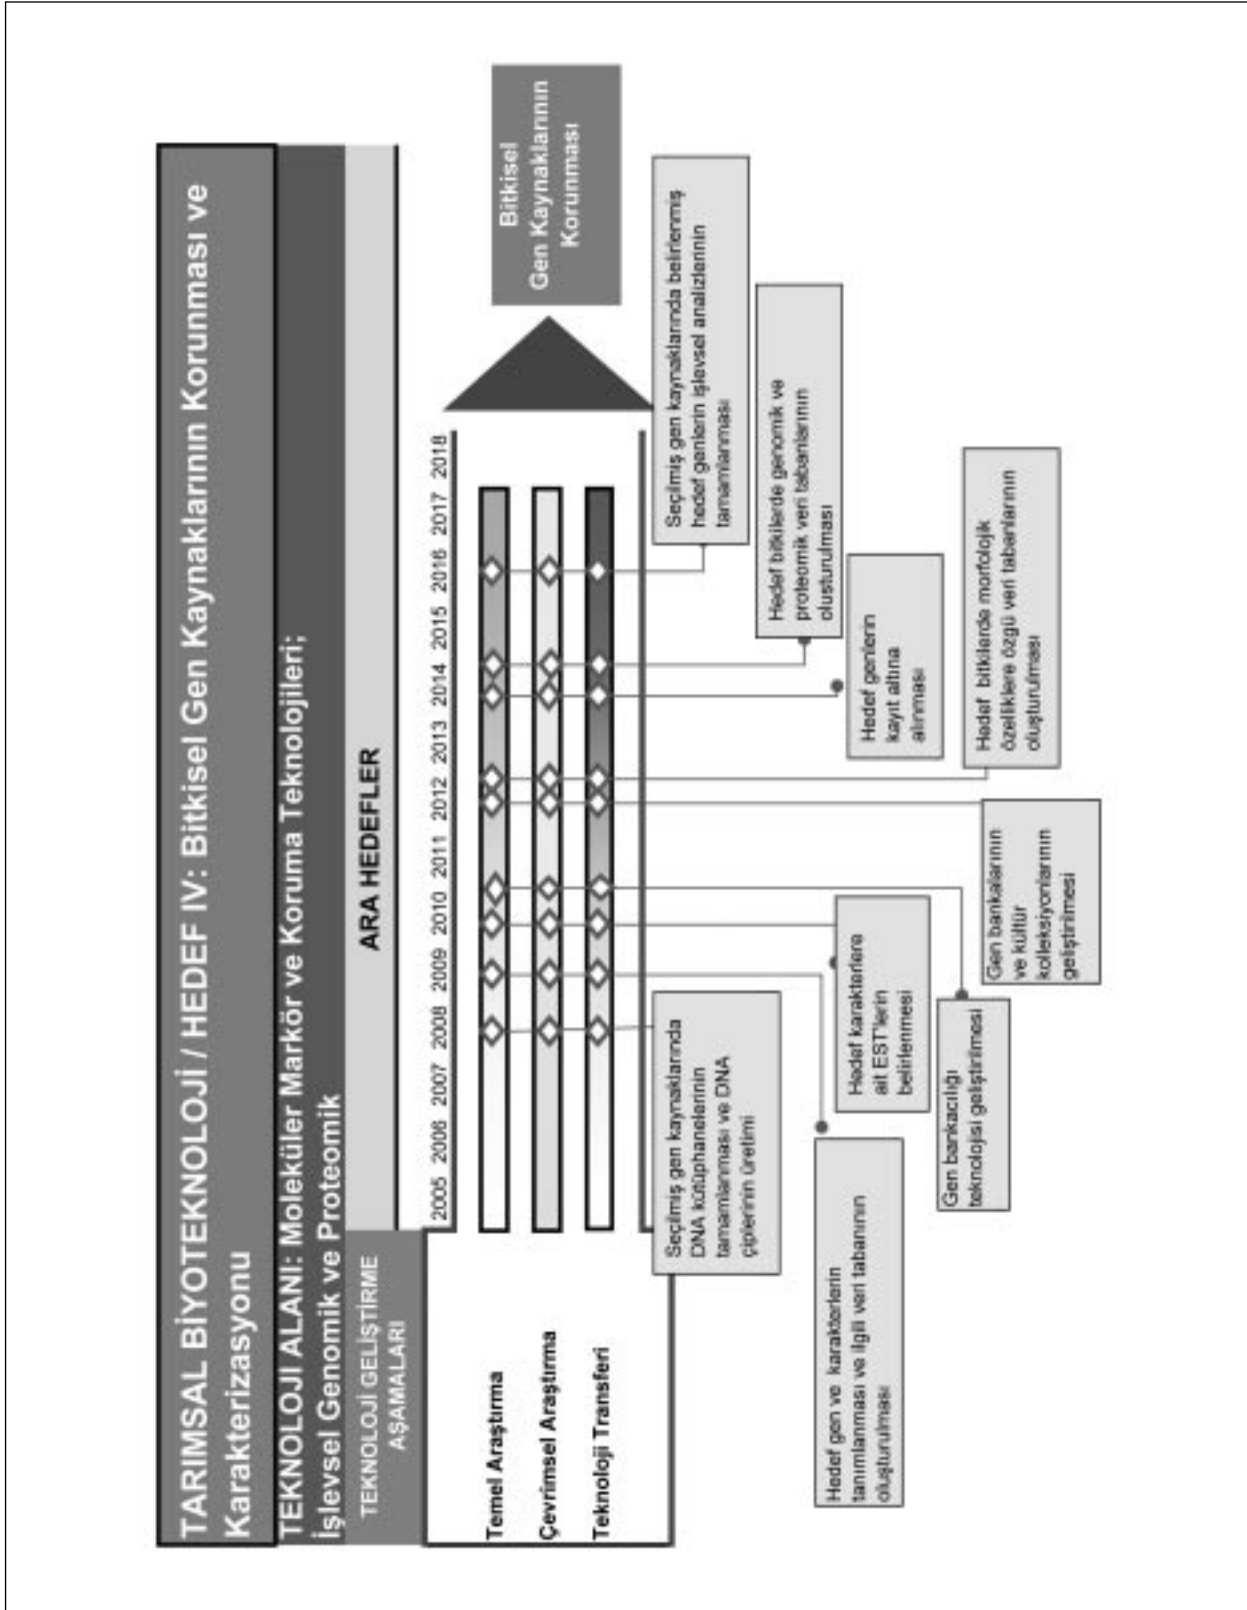 TARIMSAL BİYOTEKNOLOJİ / HEDEF IV: Bitkisel Gen Kaynaklarının Korunması ve
Karakterizasyonu
TEKNOLOJİ ALANI: Moleküler Markör ve Koruma Teknolojileri;
İşlevsel Genomik ve Proteomik
TEKNOLOJİ GELİŞTİRME
AŞAMALARI
ARA HEDEFLER
2005 2006 2007 2008 2009 2010 2011 2012 2013 2014 2015 2016 2017 2018
Temel Araştırma
Çevrimsel Araştırma
Teknoloji Transferi
Bitkisel
Gen Kaynaklarının
Korunması
Seçilmiş gen kaynaklarında
DNA kütüphanelerinin
tamamlanması ve DNA
çiplerinin üretimi
Seçilmiş gen kaynaklarında belirlenmiş
hedef genlerin işlevsel analizlerinin
tamamlanması
Hedef bitkilerde genomik ve
proteomik veri tabanlarının
oluşturulması
Hedef gen ve karakterlerin
tanımlanması ve ilgili veri tabanının
oluşturulması
Hedef karakterlere
ait EST'lerin
belirlenmesi
Hedef genlerin
kayıt altına
alınması
Gen bankacılığı
teknolojisi geliştirilmesi
Gen bankalarının
ve kültür
kolleksiyonlarının
geliştirilmesi
Hedef bitkilerde morfolojik
özelliklere özgü veri tabanlarının
oluşturulması